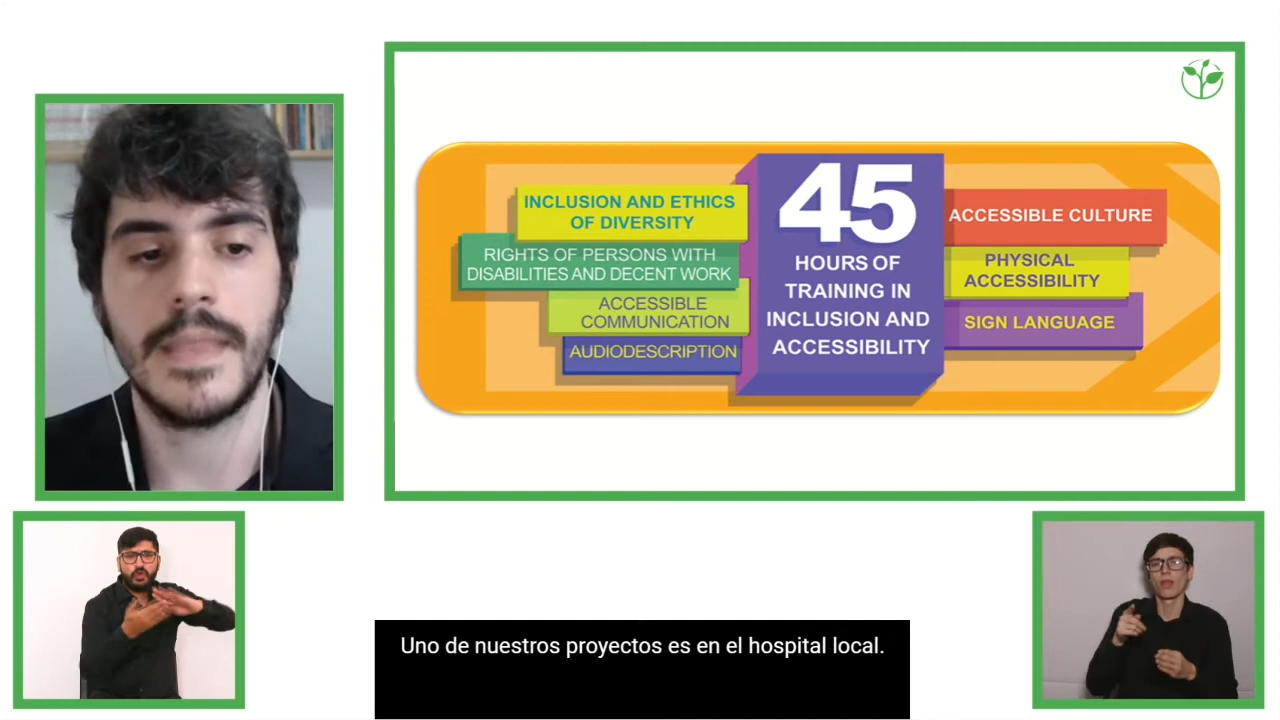 INCLUSION AND ETHICS
OF DIVERSITY
RIGHTS OF PERSONS WITH
DISABILITIES AND DECENT WORK
ACCESSIBLE
COMMUNICATION
AUDIODESCRIPTION
45
HOURS OF
TRAINING IN
INCLUSION AND
ACCESSIBILITY
ACCESSIBLE CULTURE
PHYSICAL
ACCESSIBILITY
SIGN LANGUAGE
Uno de nuestros proyectos es en el hospital local.